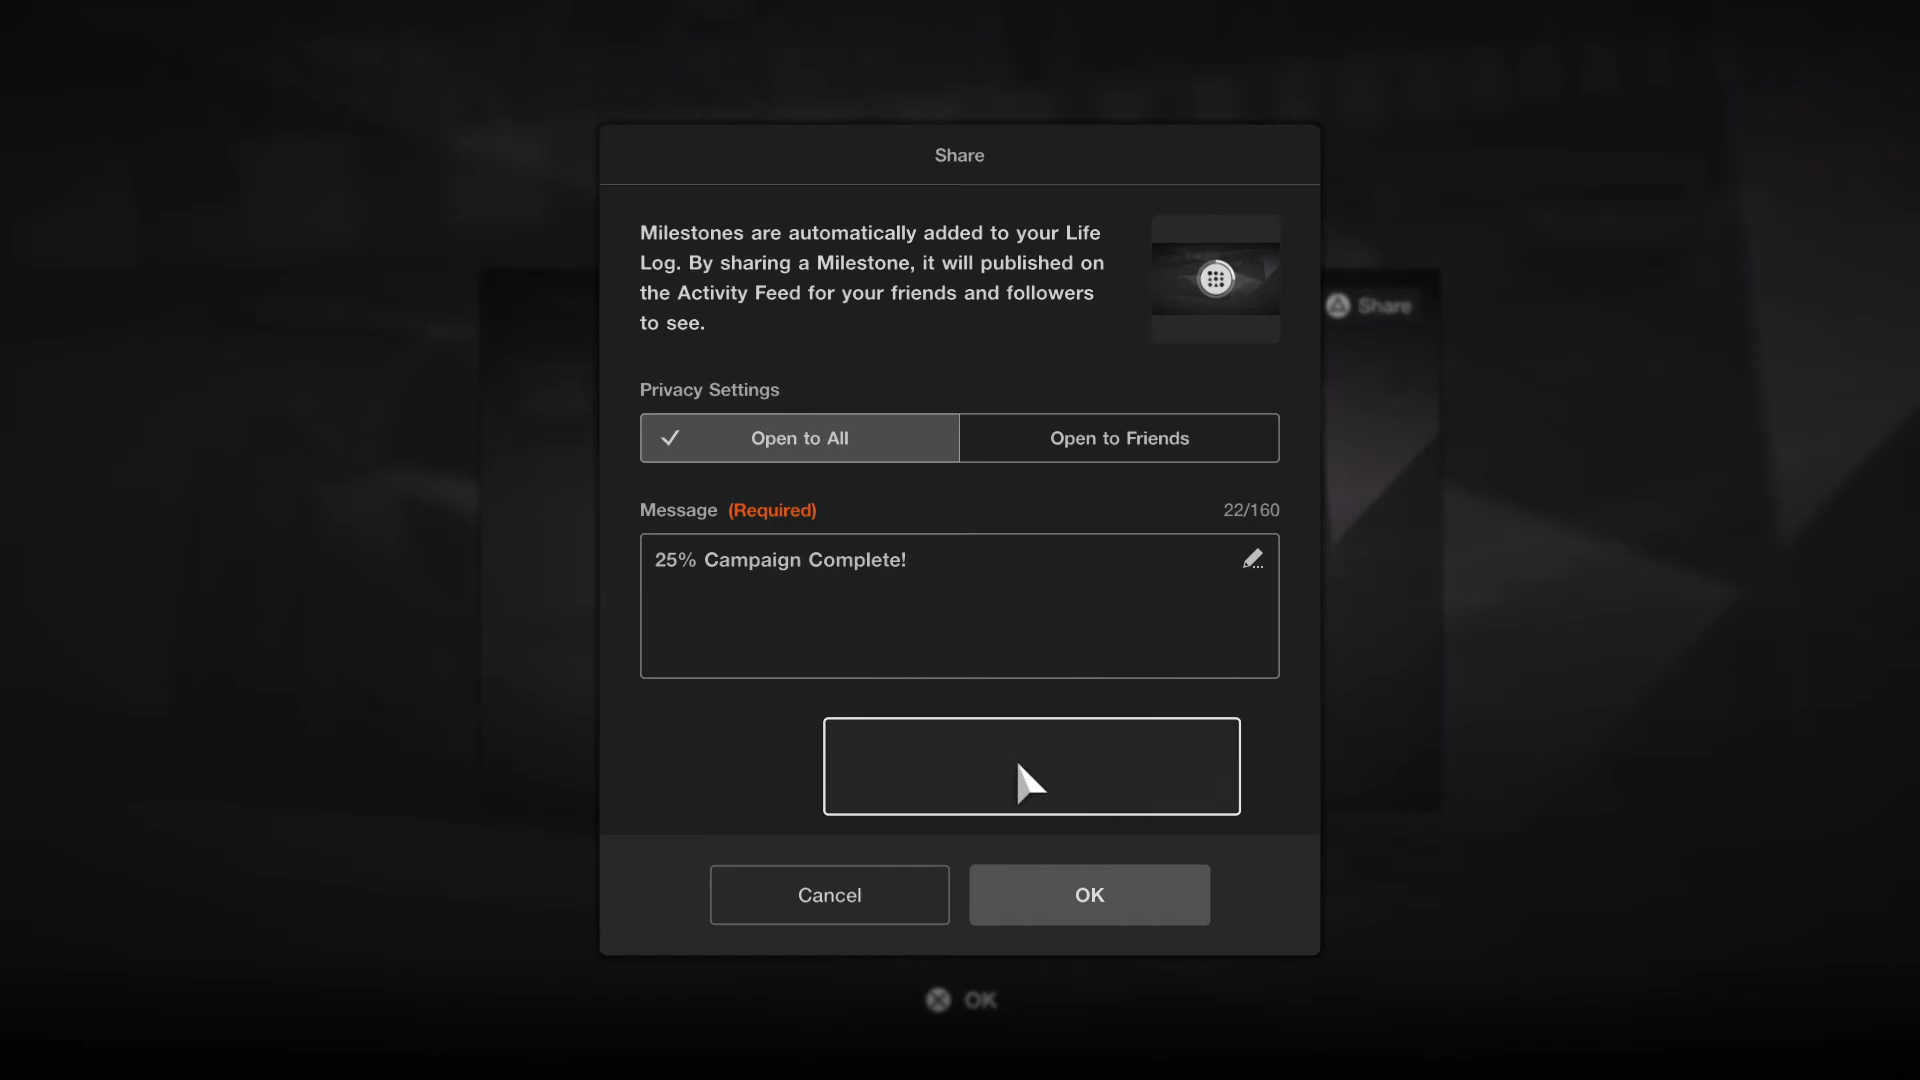 Share
Milestones are automatically added to your Life
Log. By sharing a Milestone, it will published on
the Activity Feed for your friends and followers
to see.
Share
Privacy Settings
Open to All
Open to Friends
Message (Required)
22/160
25% Campaign Complete!
Cancel
OK
OK